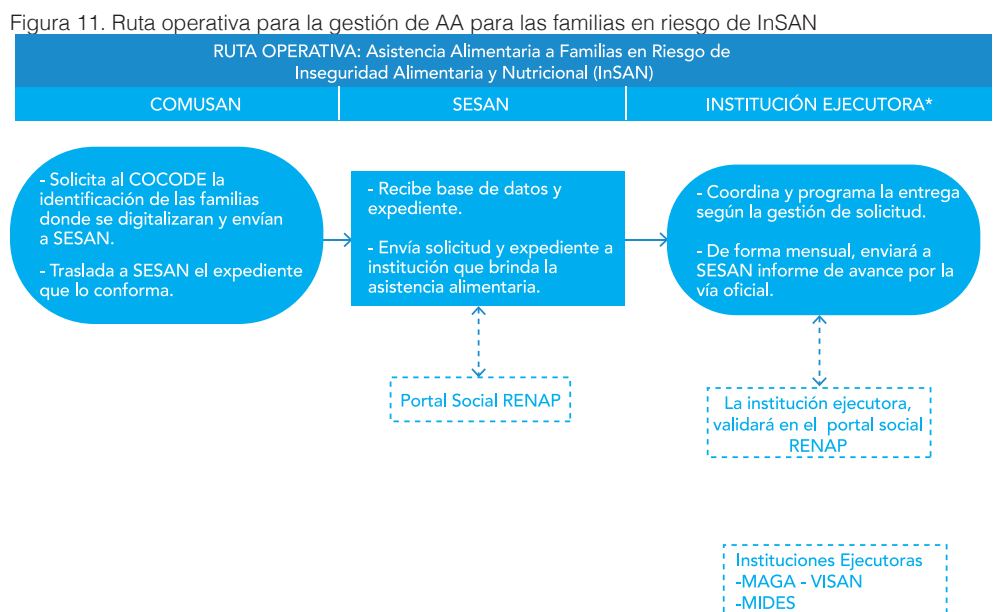 Figura 11. Ruta operativa para la gestión de AA para las familias en riesgo de InSAN
RUTA OPERATIVA: Asistencia Alimentaria a Familias en Riesgo de
Inseguridad Alimentaria y Nutricional (InSAN)
COMUSAN
SESAN
INSTITUCIÓN EJECUTORA*
- Solicita al COCODE la
identificación de las familias
donde se digitalizaran y envían
a SESAN.
- Traslada a SESAN el expediente
que lo conforma.
- Recibe base de datos y
expediente.
- Envía solicitud y expediente a
institución que brinda la
asistencia alimentaria.
- Coordina y programa la entrega
según la gestión de solicitud.
- De forma mensual, enviará a
SESAN informe de avance por la
vía oficial.
Portal Social RENAP
La institución ejecutora,
validará en el portal social
RENAP
Instituciones Ejecutoras
-MAGA - VISAN
-MIDES